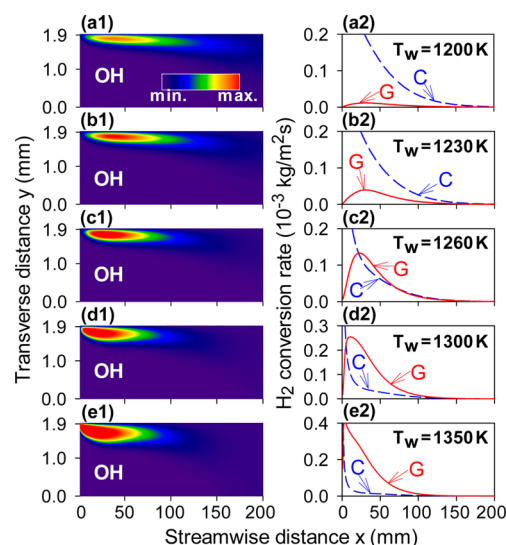 (a1)
1.9
1.0
0.0
OH
min. max.
(b1)
1.9
1.0
0.0
OH
(c1)
1.9
1.0
0.0
OH
(d1)
1.9
1.0
0.0
OH
(e1)
1.9
1.0
0.0
OH
0 50 100 150 200
Streamwise distance x (mm)
Transverse distance y (mm)
(a2)
0.2
0.1
0.0
T_W=1200 K
G
C
(b2)
0.2
0.1
0.0
T_W=1230 K
G
C
(c2)
0.2
0.1
0.0
T_W=1260 K
G
C
(d2)
0.3
0.2
0.1
0.0
T_W=1300 K
C
G
(e2)
0.4
0.2
0.0
T_W=1350 K
G
C
0 50 100 150 200
H2 conversion rate (10^-3 kg/m^2s)